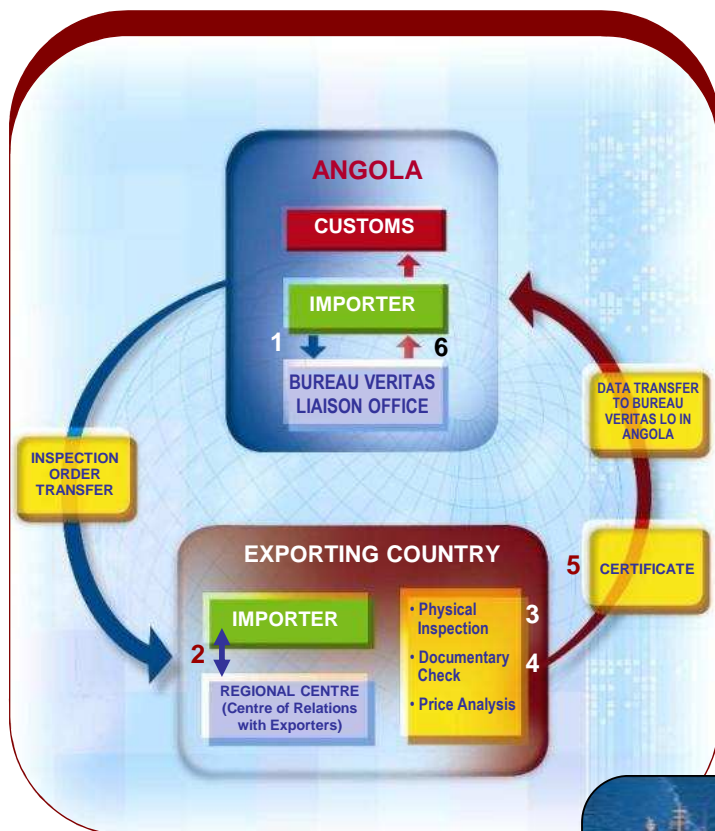 ANGOLA
CUSTOMS
IMPORTER
1
6
BUREAU VERITAS
LIAISON OFFICE
INSPECTION
ORDER
TRANSFER
DATA TRANSFER
TO BUREAU
VERITAS LO IN
ANGOLA
5
CERTIFICATE
EXPORTING COUNTRY
IMPORTER
2
REGIONAL CENTRE
(Centre of Relations
with Exporters)
• Physical
Inspection
3
• Documentary
Check
4
• Price Analysis